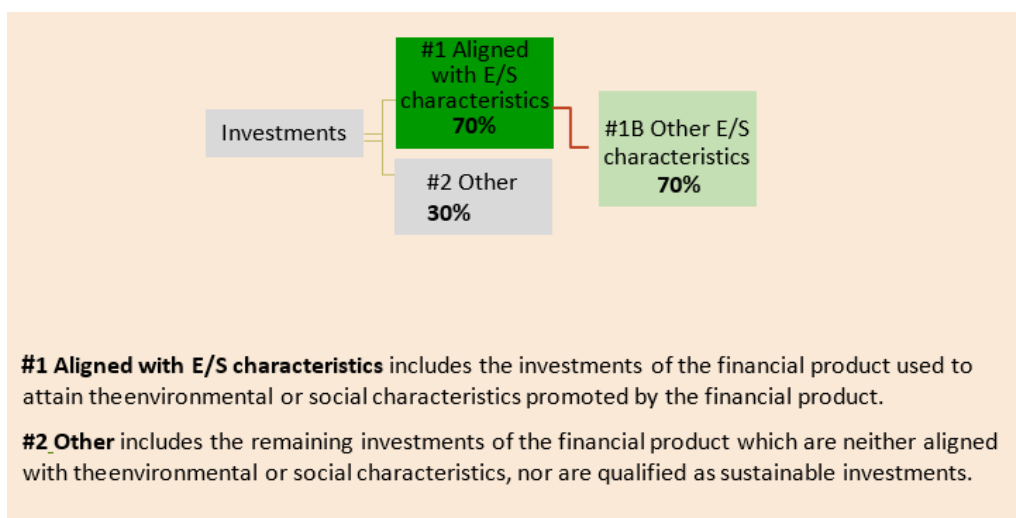 #1 Aligned
with E/S
characteristics
70%
Investments
#1B Other E/S
characteristics
70%
#2 Other
30%
#1 Aligned with E/S characteristics includes the investments of the financial product used to
attain theenvironmental or social characteristics promoted by the financial product.
#2 Other includes the remaining investments of the financial product which are neither aligned
with theenvironmental or social characteristics, nor are qualified as sustainable investments.